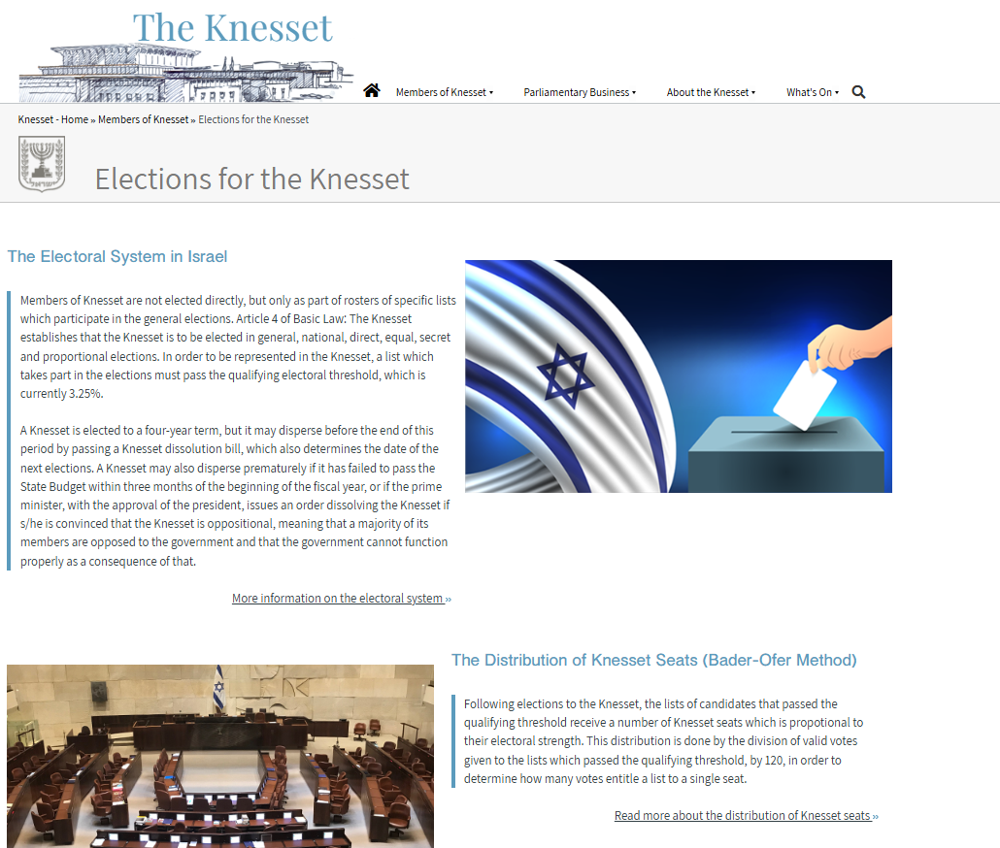 The Knesset
Members of Knesset ▾ Parliamentary Business ▾ About the Knesset ▾ What's On ▾
Knesset - Home » Members of Knesset » Elections for the Knesset
ישראל
Elections for the Knesset
The Electoral System in Israel
Members of Knesset are not elected directly, but only as part of rosters of specific lists
which participate in the general elections. Article 4 of Basic Law: The Knesset
establishes that the Knesset is to be elected in general, national, direct, equal, secret
and proportional elections. In order to be represented in the Knesset, a list which
takes part in the elections must pass the qualifying electoral threshold, which is
currently 3.25%.
A Knesset is elected to a four-year term, but it may disperse before the end of this
period by passing a Knesset dissolution bill, which also determines the date of the
next elections. A Knesset may also disperse prematurely if it has failed to pass the
State Budget within three months of the beginning of the fiscal year, or if the prime
minister, with the approval of the president, issues an order dissolving the Knesset if
s/he is convinced that the Knesset is oppositional, meaning that a majority of its
members are opposed to the government and that the government cannot function
properly as a consequence of that.
More information on the electoral system »
The Distribution of Knesset Seats (Bader-Ofer Method)
Following elections to the Knesset, the lists of candidates that passed the
qualifying threshold receive a number of Knesset seats which is propotional to
their electoral strength. This distribution is done by the division of valid votes
given to the lists which passed the qualifying threshold, by 120, in order to
determine how many votes entitle a list to a single seat.
Read more about the distribution of Knesset seats »